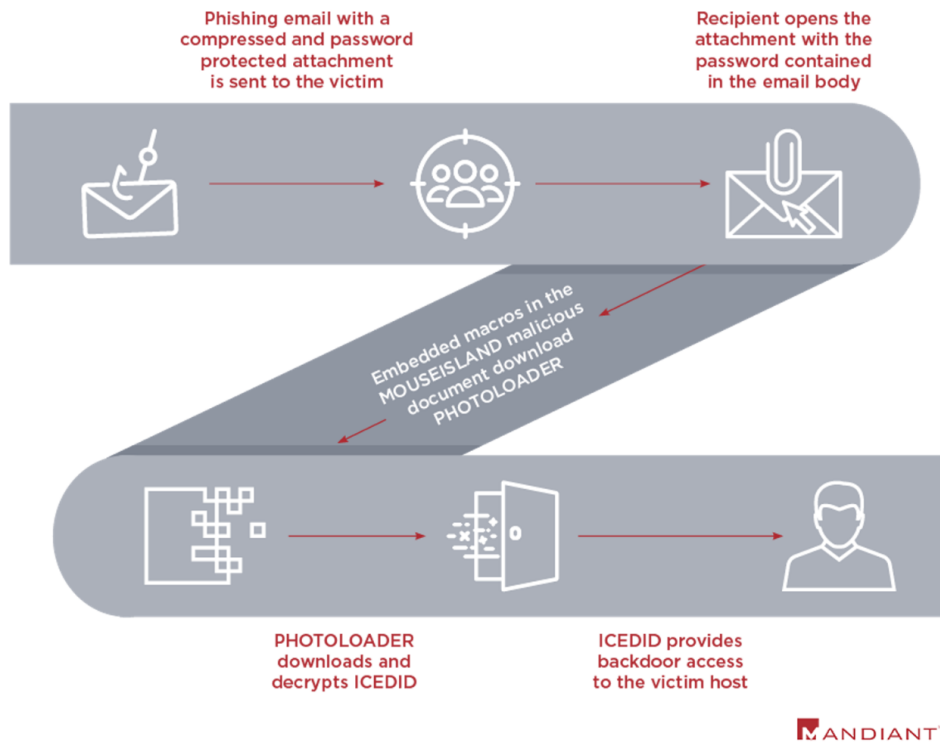 Phishing email with a
compressed and password
protected attachment
is sent to the victim
Recipient opens the
attachment with the
password contained
in the email body
Embedded macros in the
MOUSEISLAND malicious
document download
PHOTOLOADER
PHOTOLOADER
downloads and
decrypts ICEDID
ICEDID provides
backdoor access
to the victim host
MANDIANT